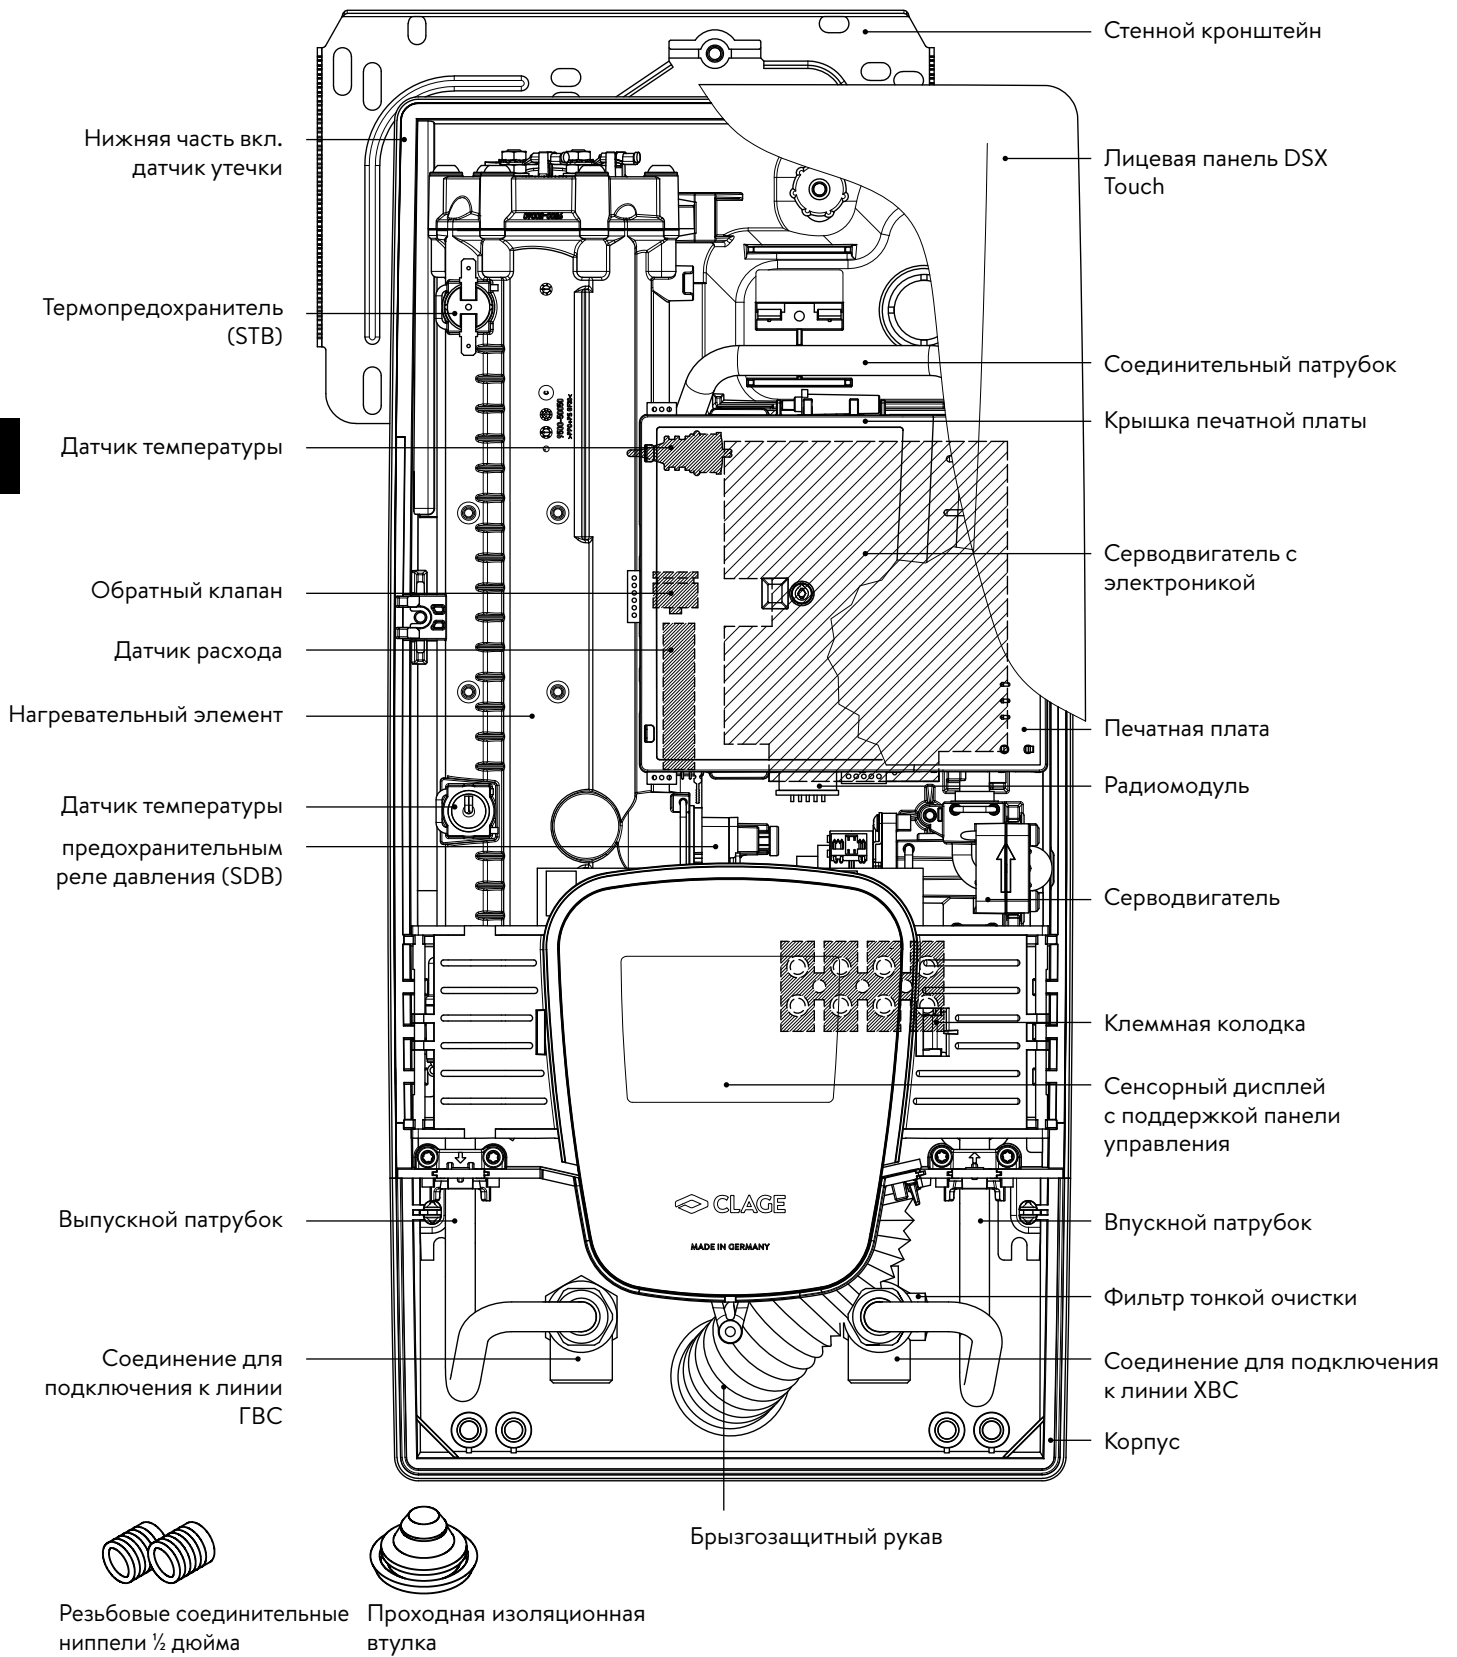 Стенной кронштейн
Нижняя часть вкл.
датчик утечки
Лицевая панель DSX
Touch
Термопредохранитель
(STB)
Соединительный патрубок
Крышка печатной платы
Датчик температуры
Серводвигатель с
электроникой
Обратный клапан
Датчик расхода
Нагревательный элемент
Печатная плата
Радиомодуль
Датчик температуры
предохранительным
реле давления (SDB)
Серводвигатель
Клеммная колодка
Сенсорный дисплей
с поддержкой панели
управления
CLAGE
MADE IN GERMANY
Выпускной патрубок
Впускной патрубок
Фильтр тонкой очистки
Соединение для
подключения к линии
ГВС
Соединение для подключения
к линии ХВС
Корпус
Брызгозащитный рукав
Резьбовые соединительные
ниппели ½ дюйма
Проходная изоляционная
втулка